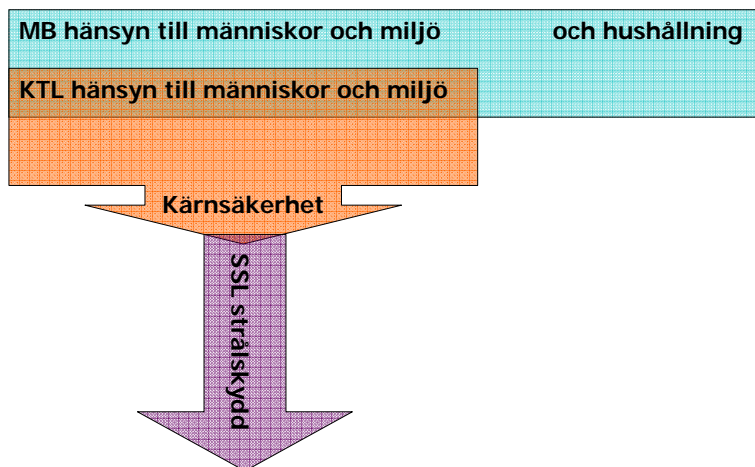 MB hänsyn till människor och miljö och hushållning
KTL hänsyn till människor och miljö
Kärnsäkerhet
SSL strålskydd